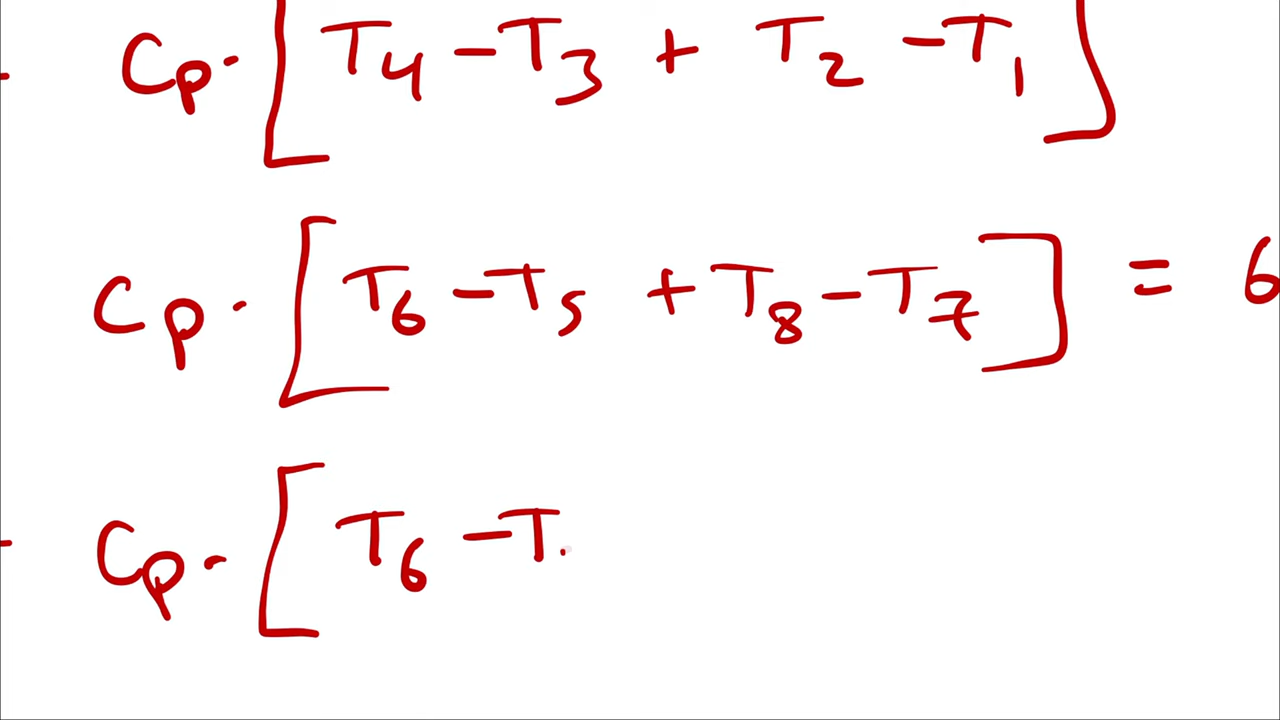 - Cp · [T4 - T3 + T2 - T1]
Cp · [T6 - T5 + T8 - T7] = 6
- Cp · [T6 - T.